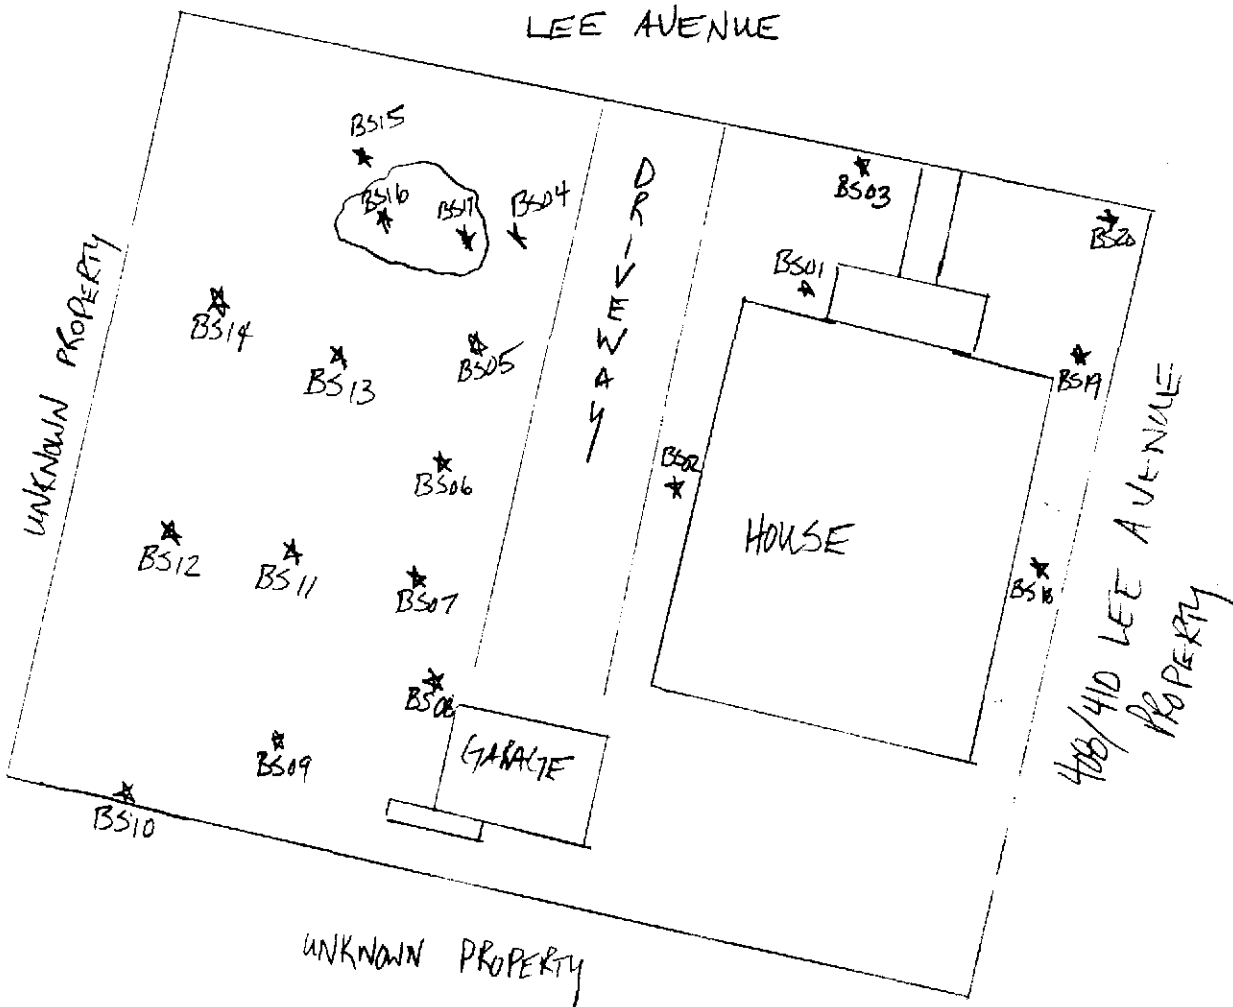 LEE AVENUE
BS15
BS16
BS17
BS04
DRIVEWAY
BS03
BS20
BS01
UNKNOWN PROPERTY
BS14
BS13
BS05
BS19
BS06
BS02
HOUSE
BS12
BS11
BS07
BS18
408/410 LEE AVENUE
PROPERTY
BS08
BS09
GARAGE
BS10
UNKNOWN PROPERTY